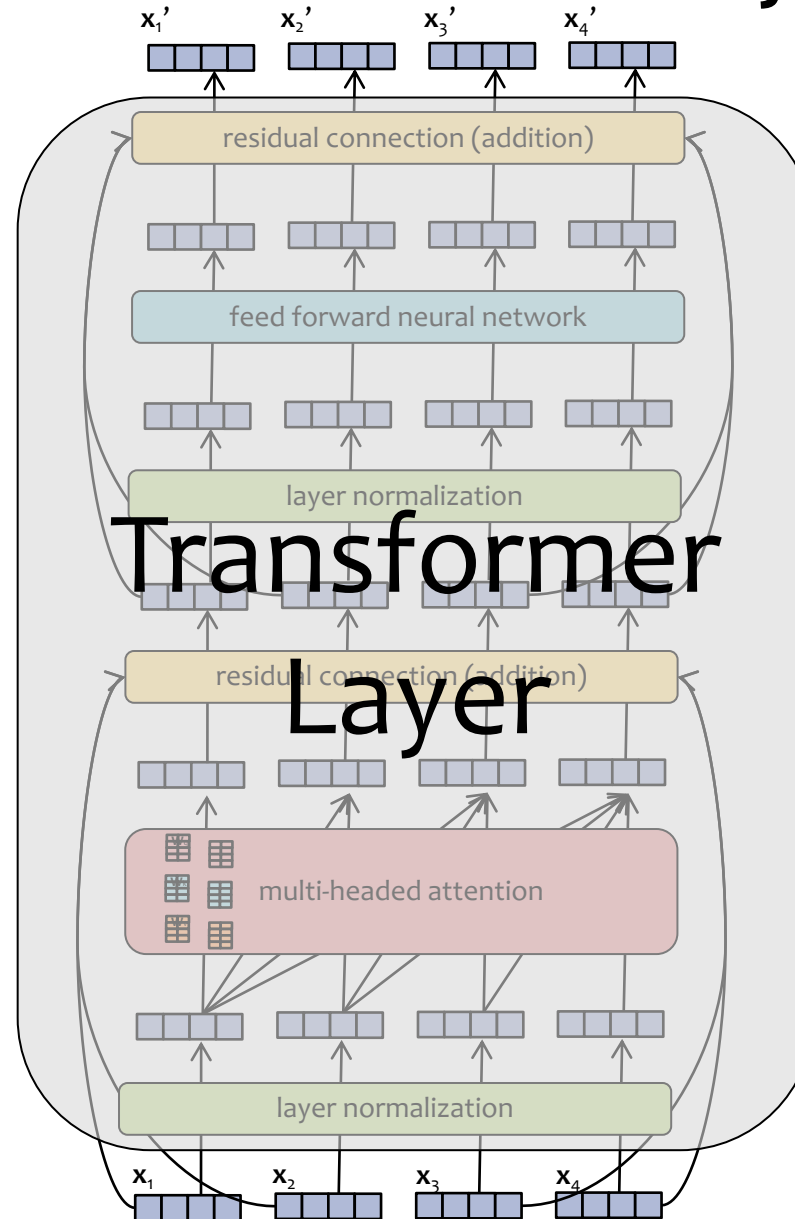 x₁’ x₂’ x₃’ x₄’
residual connection (addition)
feed forward neural network
layer normalization
Transformer
residual connection (addition)
Layer
multi-headed attention
layer normalization
x₁ x₂ x₃ x₄